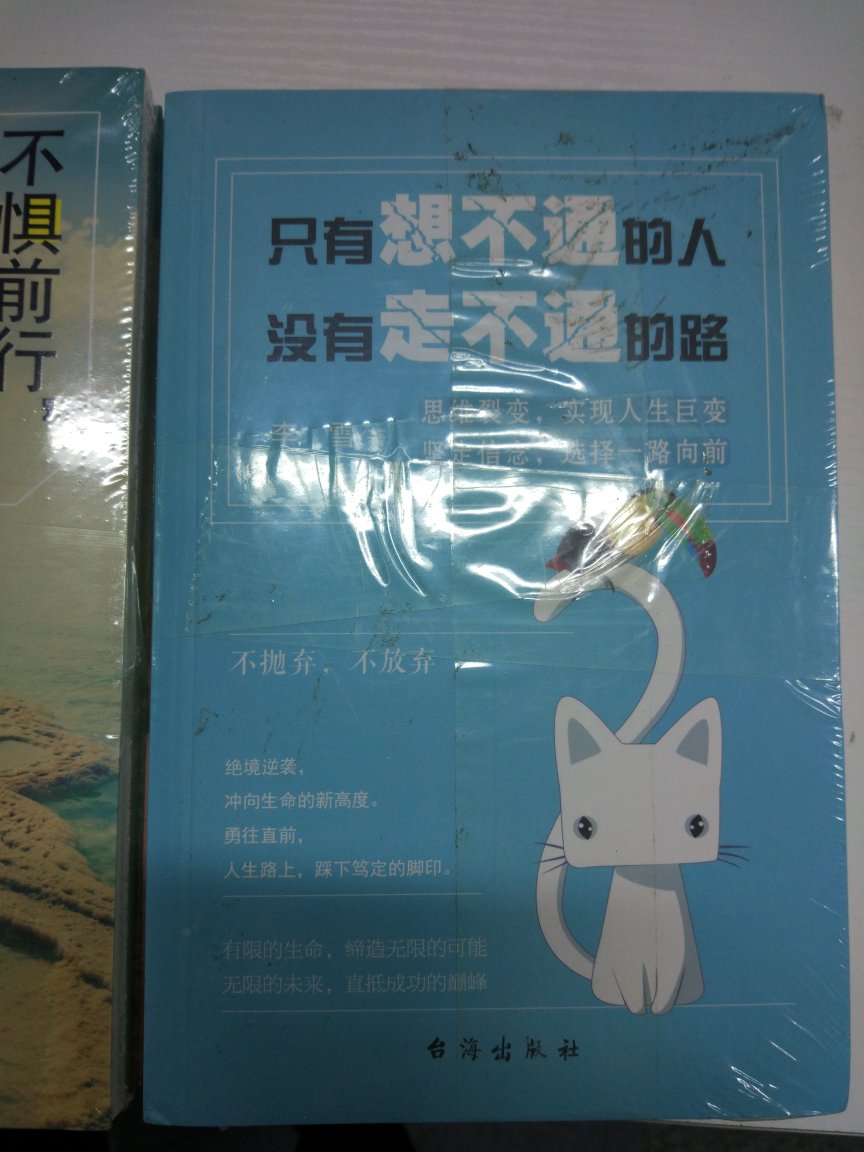 不惧前行，
只有想不通的人
没有走不通的路
思维裂变，实现人生巨变
坚定信念，选择一路向前
不抛弃，不放弃
绝境逆袭，
冲向生命的新高度。
勇往直前，
人生路上，踩下笃定的脚印。
有限的生命，缔造无限的可能
无限的未来，直抵成功的巅峰
台海出版社